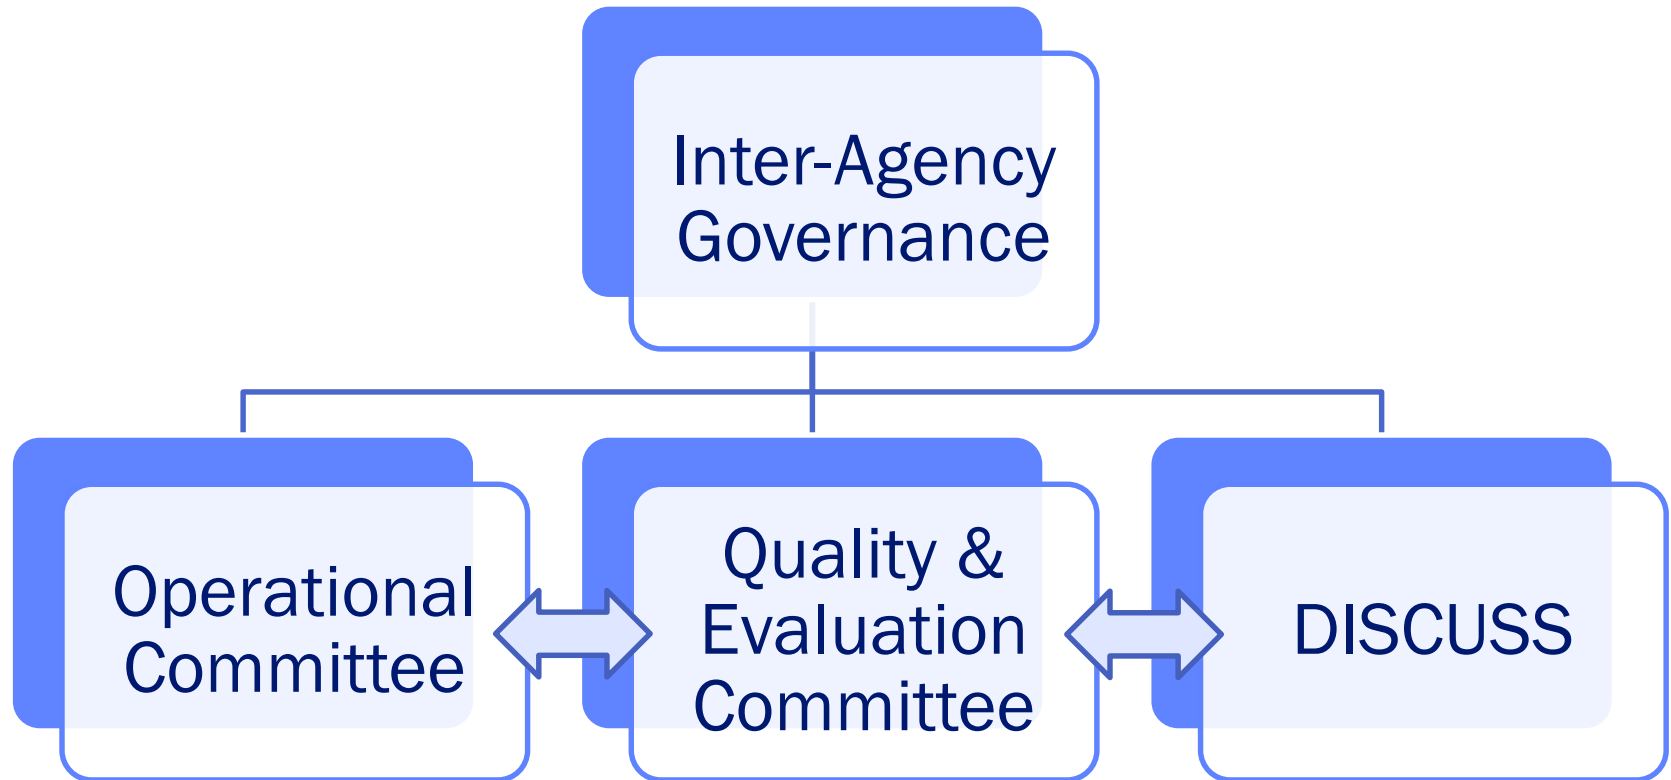 Inter-Agency
Governance
Operational
Committee
Quality &
Evaluation
Committee
DISCUSS